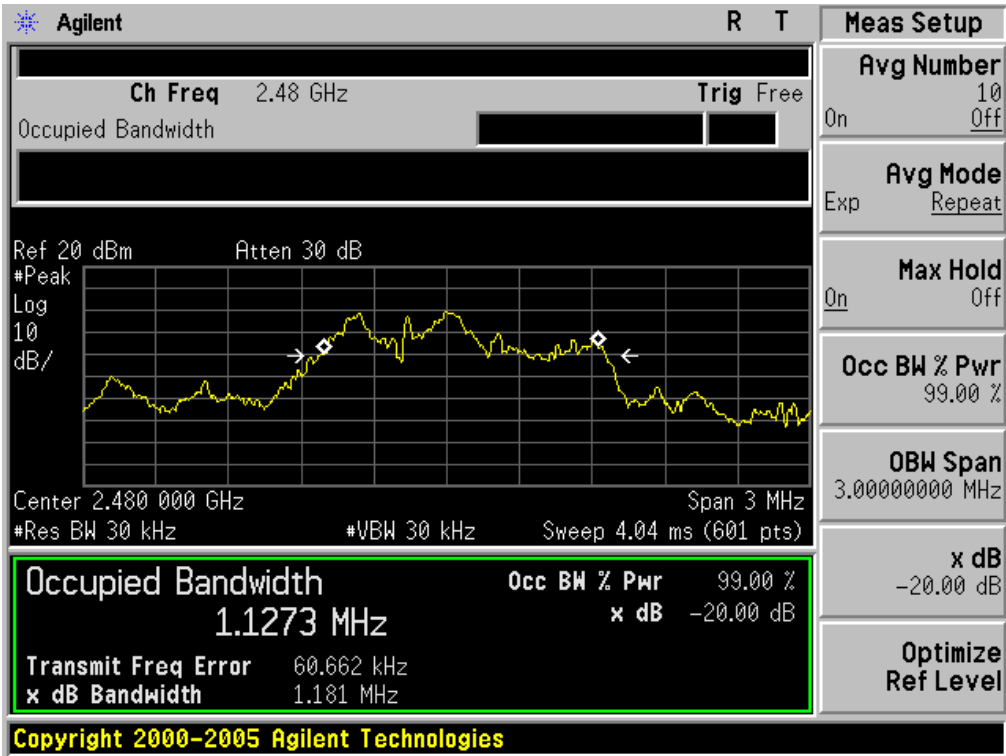 Agilent R T
Ch Freq 2.48 GHz Trig Free
Occupied Bandwidth
Ref 20 dBm Atten 30 dB
#Peak
Log
10
dB/
Center 2.480 000 GHz Span 3 MHz
#Res BW 30 kHz #VBW 30 kHz Sweep 4.04 ms (601 pts)
Occupied Bandwidth Occ BW % Pwr 99.00 %
1.1273 MHz x dB -20.00 dB
Transmit Freq Error 60.662 kHz
x dB Bandwidth 1.181 MHz
Copyright 2000-2005 Agilent Technologies
Meas Setup
Avg Number
10
On Off
Avg Mode
Exp Repeat
Max Hold
On Off
Occ BW % Pwr
99.00 %
OBW Span
3.00000000 MHz
x dB
-20.00 dB
Optimize
Ref Level